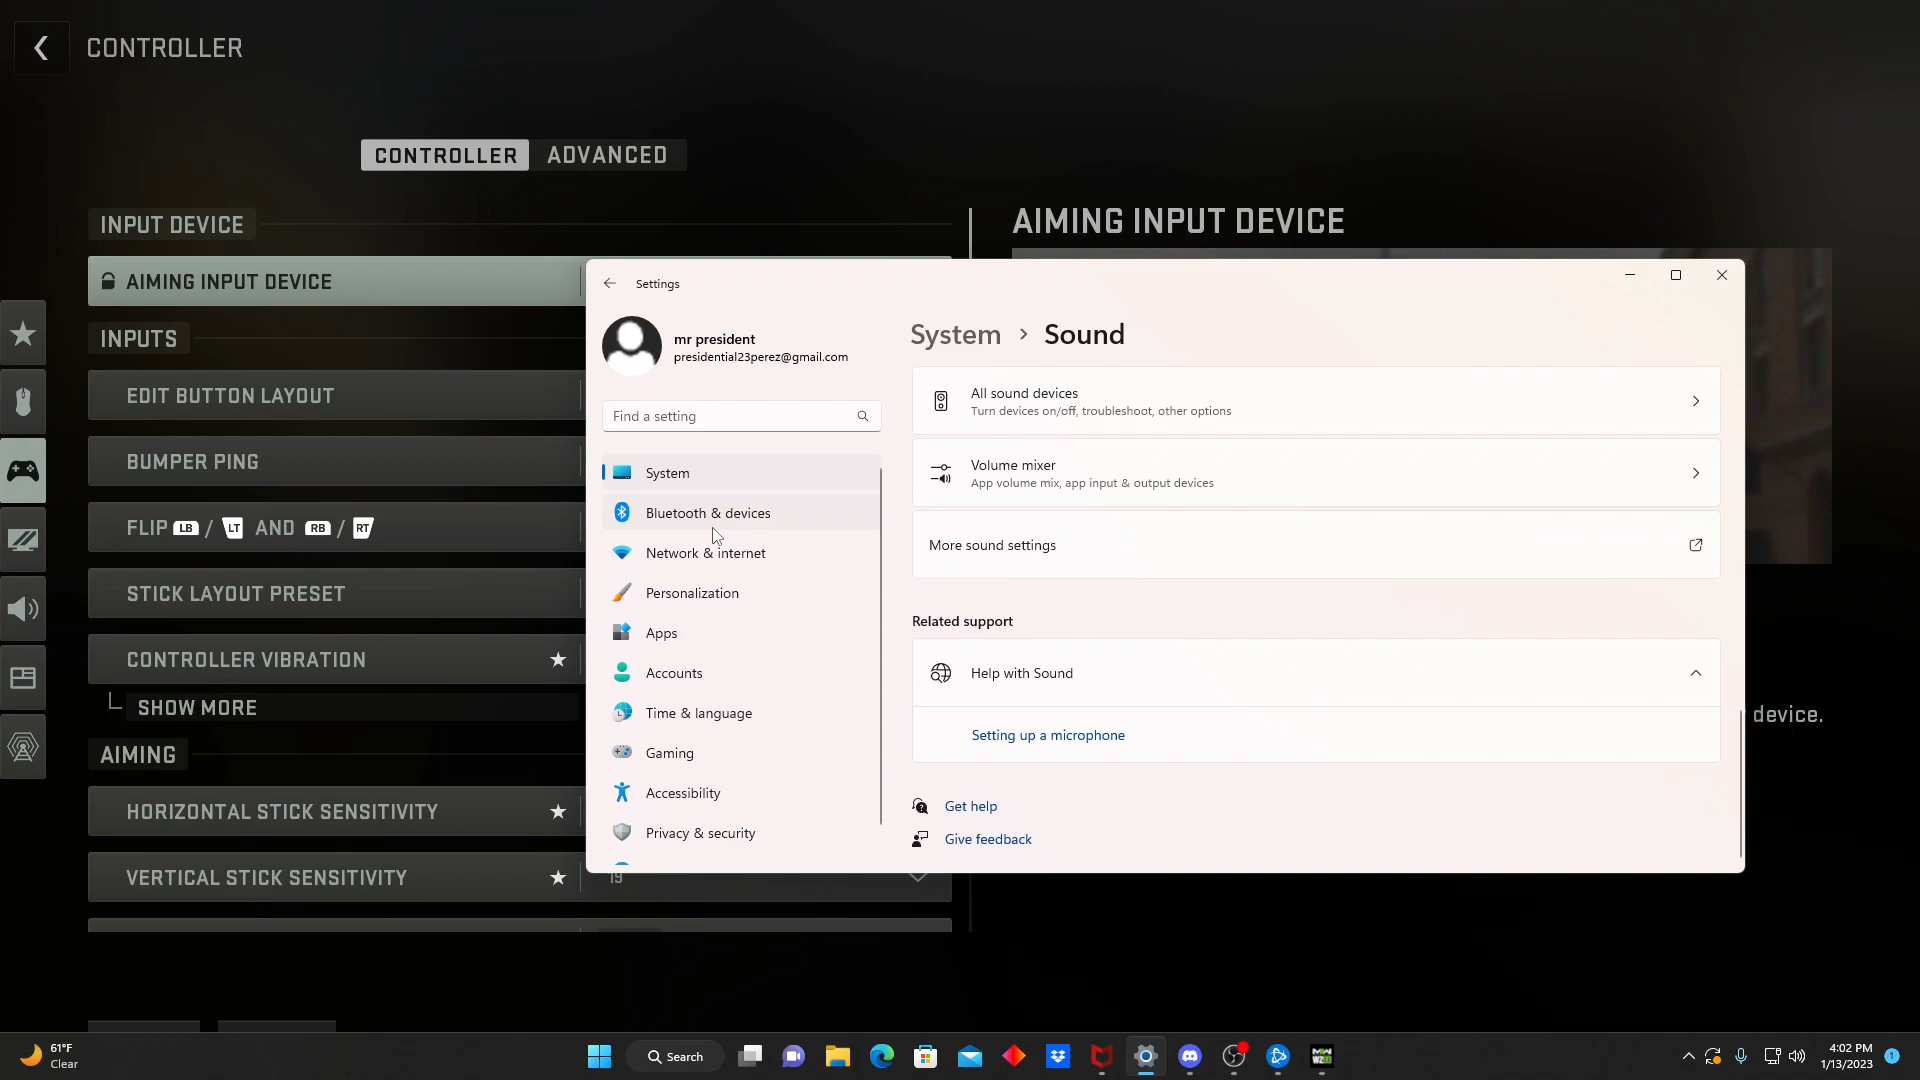 CONTROLLER
CONTROLLER ADVANCED
INPUT DEVICE
AIMING INPUT DEVICE
INPUTS
EDIT BUTTON LAYOUT
BUMPER PING
FLIP LB / LT AND RB / RT
STICK LAYOUT PRESET
CONTROLLER VIBRATION
SHOW MORE
AIMING
HORIZONTAL STICK SENSITIVITY
VERTICAL STICK SENSITIVITY
19
AIMING INPUT DEVICE
device.
Settings
mr president
presidential23perez@gmail.com
Find a setting
System
Bluetooth & devices
Network & internet
Personalization
Apps
Accounts
Time & language
Gaming
Accessibility
Privacy & security
System > Sound
All sound devices
Turn devices on/off, troubleshoot, other options
Volume mixer
App volume mix, app input & output devices
More sound settings
Related support
Help with Sound
Setting up a microphone
Get help
Give feedback
61°F
Clear
Search
MWII
WZ2.0
4:02 PM
1/13/2023
1